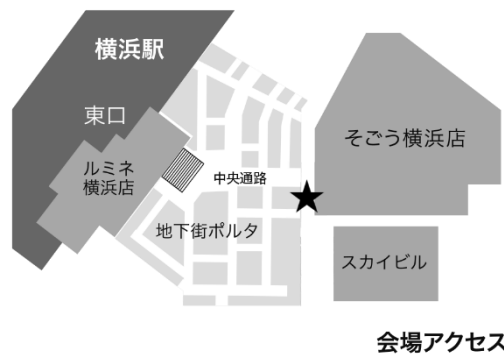 横浜駅
東口
ルミネ
横浜店
中央通路
そごう横浜店
地下街ポルタ
スカイビル
会場アクセス